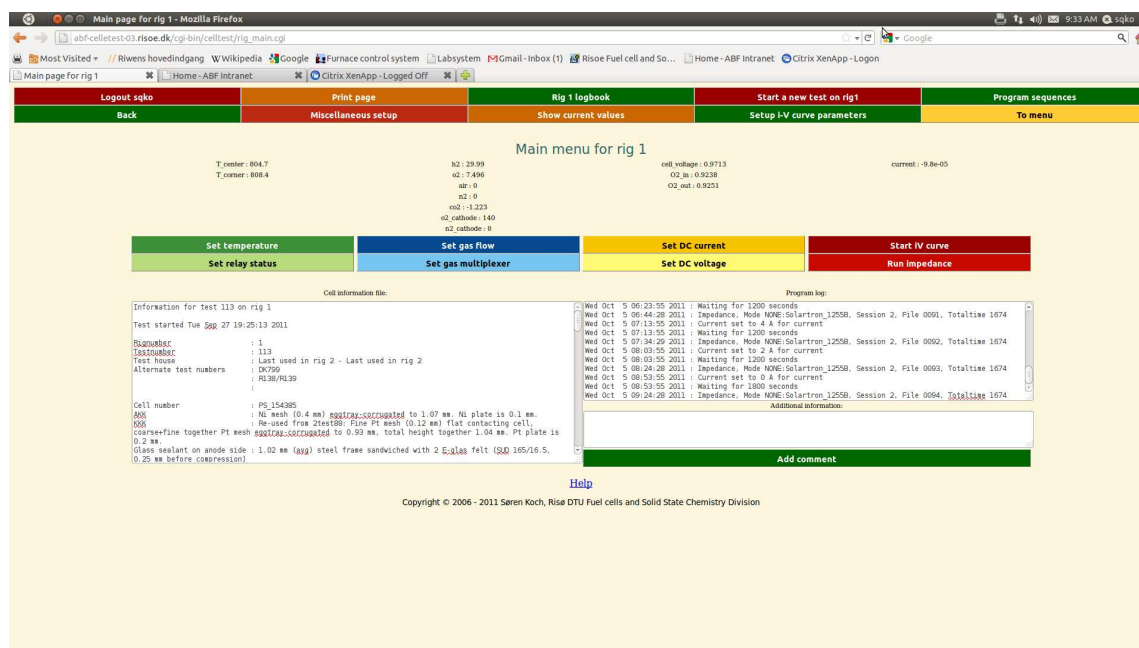 Main page for rig 1 - Mozilla Firefox
9:33 AM sqko
abf-celletest-03.risoe.dk/cgi-bin/celltest/rig_main.cgi
Google
Most Visited // Riwens hovedindgang W Wikipedia Google Furnace control system Labsystem Gmail - Inbox (1) Risoe Fuel cell and So... Home - ABF Intranet Citrix XenApp - Logon
Main page for rig 1 Home - ABF Intranet Citrix XenApp - Logged Off
Logout sqko Print page Rig 1 logbook Start a new test on rig1 Program sequences
Back Miscellaneous setup Show current values Setup i-V curve parameters To menu
Main menu for rig 1
T_center : 804.7 h2 : 29.99 cell_voltage : 0.9713 current : -9.8e-05
T_corner : 808.4 o2 : 7.496 O2_in : 0.9238
air : 0 O2_out : 0.9251
n2 : 0
co2 : -1.223
o2_cathode : 140
n2_cathode : 0
Set temperature Set gas flow Set DC current Start iV curve
Set relay status Set gas multiplexer Set DC voltage Run impedance
Cell information file:
Information for test 113 on rig 1
Test started Tue Sep 27 19:25:13 2011
Rignumber : 1
Testnumber : 113
Test house : Last used in rig 2 - Last used in rig 2
Alternate test numbers : DK799
: R138/R139
:
Cell number : PS_154385
AKK : Ni mesh (0.4 mm) eggtray-corrugated to 1.07 mm. Ni plate is 0.1 mm.
KKK : Re-used from 2test88: Fine Pt mesh (0.12 mm) flat contacting cell,
coarse+fine together Pt mesh eggtray-corrugated to 0.93 mm, total height together 1.04 mm. Pt plate is
0.2 mm.
Glass sealant on anode side : 1.02 mm (avg) steel frame sandwiched with 2 E-glas felt (SUD 165/16.5,
0.25 mm before compression)
Program log:
Wed Oct 5 06:23:55 2011 : Waiting for 1200 seconds
Wed Oct 5 06:44:28 2011 : Impedance, Mode NONE:Solartron_1255B, Session 2, File 0091, Totaltime 1674
Wed Oct 5 07:13:55 2011 : Current set to 4 A for current
Wed Oct 5 07:13:55 2011 : Waiting for 1200 seconds
Wed Oct 5 07:34:29 2011 : Impedance, Mode NONE:Solartron_1255B, Session 2, File 0092, Totaltime 1674
Wed Oct 5 08:03:55 2011 : Current set to 2 A for current
Wed Oct 5 08:03:55 2011 : Waiting for 1200 seconds
Wed Oct 5 08:24:28 2011 : Impedance, Mode NONE:Solartron_1255B, Session 2, File 0093, Totaltime 1674
Wed Oct 5 08:53:55 2011 : Current set to 0 A for current
Wed Oct 5 08:53:55 2011 : Waiting for 1800 seconds
Wed Oct 5 09:24:28 2011 : Impedance, Mode NONE:Solartron_1255B, Session 2, File 0094, Totaltime 1674
Additional information:
Add comment
Help
Copyright © 2006 - 2011 Søren Koch, Risø DTU Fuel cells and Solid State Chemistry Division